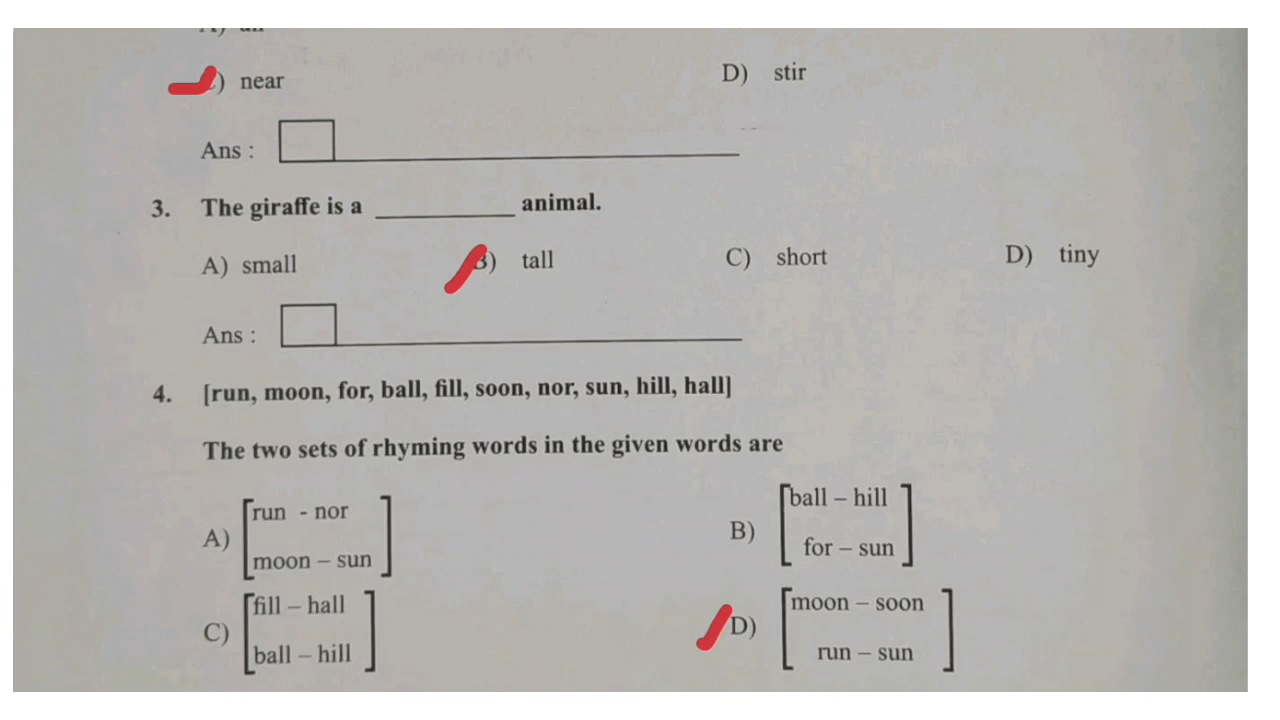 C) near D) stir
Ans :
3. The giraffe is a __________ animal.
A) small B) tall C) short D) tiny
Ans :
4. [run, moon, for, ball, fill, soon, nor, sun, hill, hall]
The two sets of rhyming words in the given words are
A) [run - nor
moon – sun]
B) [ball – hill
for – sun]
C) [fill – hall
ball – hill]
D) [moon – soon
run – sun]